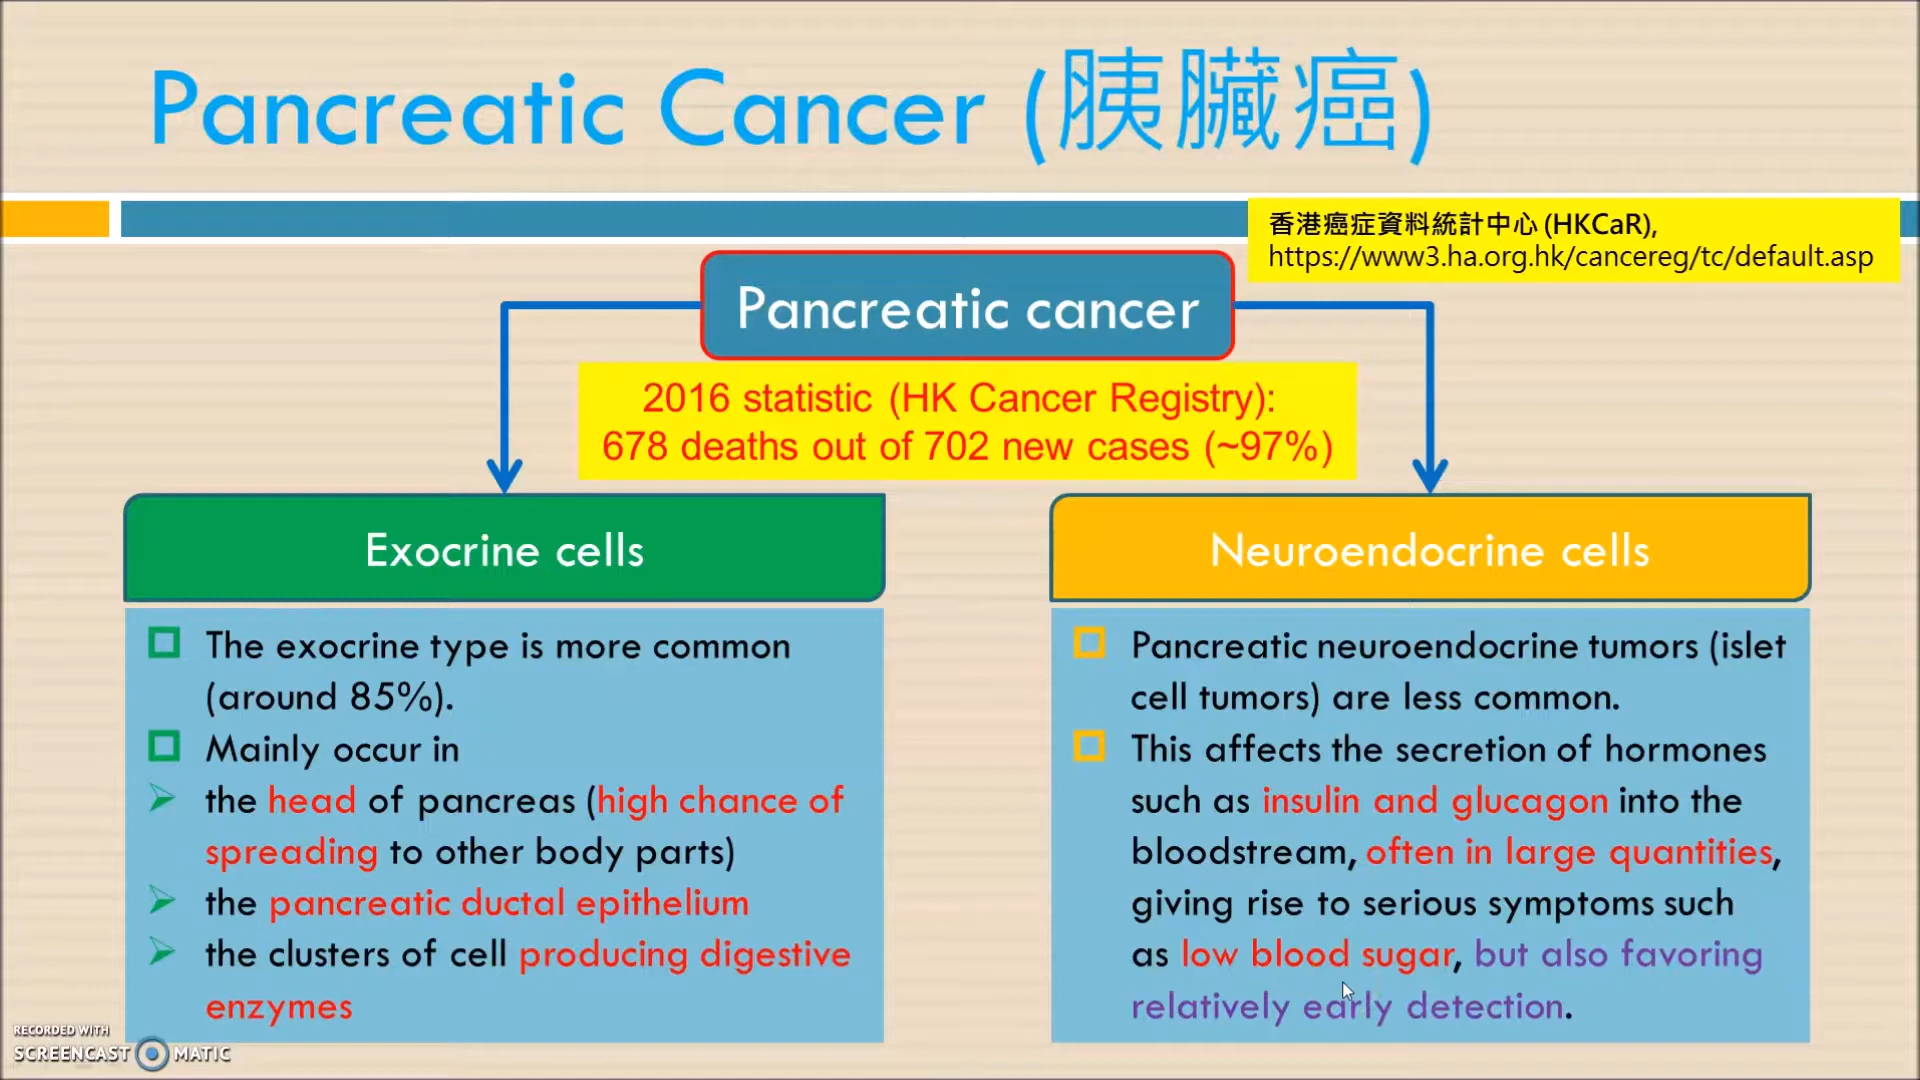 Pancreatic Cancer (胰臟癌)
香港癌症資料統計中心 (HKCaR),
https://www3.ha.org.hk/cancereg/tc/default.asp
Pancreatic cancer
2016 statistic (HK Cancer Registry):
678 deaths out of 702 new cases (~97%)
Exocrine cells
The exocrine type is more common
(around 85%).
Mainly occur in
the head of pancreas (high chance of
spreading to other body parts)
the pancreatic ductal epithelium
the clusters of cell producing digestive
enzymes
Neuroendocrine cells
Pancreatic neuroendocrine tumors (islet
cell tumors) are less common.
This affects the secretion of hormones
such as insulin and glucagon into the
bloodstream, often in large quantities,
giving rise to serious symptoms such
as low blood sugar, but also favoring
relatively early detection.
RECORDED WITH
SCREENCAST MATIC